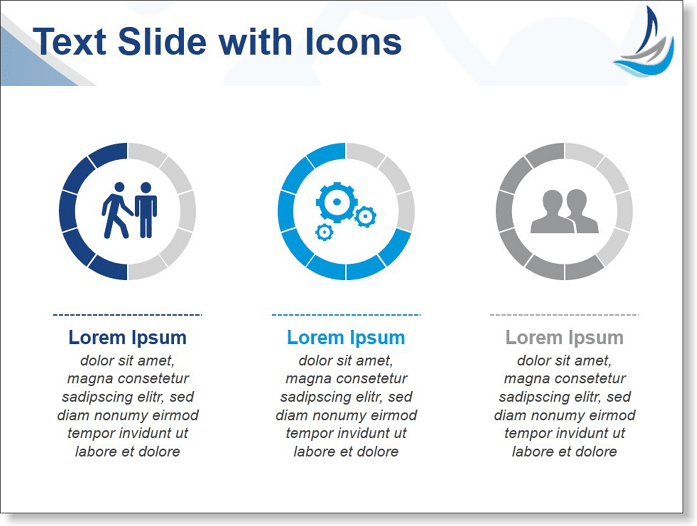 Text Slide with Icons
Lorem Ipsum
dolor sit amet,
magna consetetur
sadipscing elitr, sed
diam nonumy eirmod
tempor invidunt ut
labore et dolore
Lorem Ipsum
dolor sit amet,
magna consetetur
sadipscing elitr, sed
diam nonumy eirmod
tempor invidunt ut
labore et dolore
Lorem Ipsum
dolor sit amet,
magna consetetur
sadipscing elitr, sed
diam nonumy eirmod
tempor invidunt ut
labore et dolore